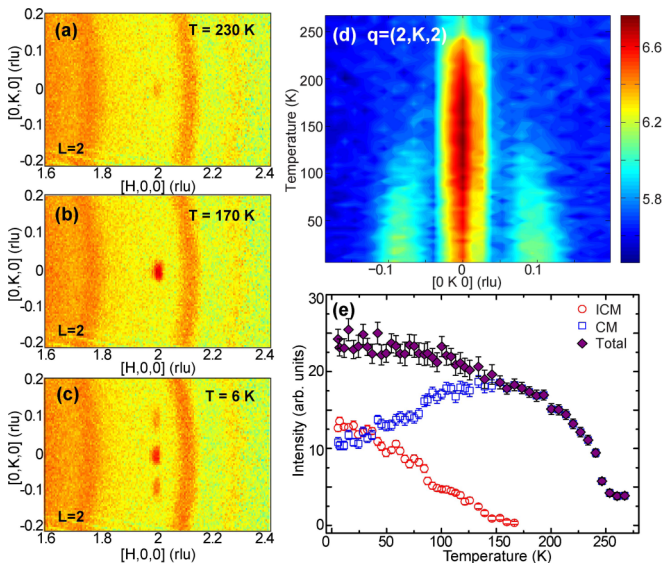 (a) T = 230 K
0.2
0.1
0
-0.1
-0.2
[0,K,0] (rlu)
L=2
1.6 1.8 2 2.2 2.4
[H,0,0] (rlu)
(b) T = 170 K
0.2
0.1
0
-0.1
-0.2
[0,K,0] (rlu)
L=2
1.6 1.8 2 2.2 2.4
[H,0,0] (rlu)
(c) T = 6 K
0.2
0.1
0
-0.1
-0.2
[0,K,0] (rlu)
L=2
1.6 1.8 2 2.2 2.4
[H,0,0] (rlu)
(d) q=(2,K,2)
250
200
150
100
50
Temperature (K)
−0.1 0 0.1
[0 K 0] (rlu)
6.6
6.2
5.8
(e)
ICM
CM
Total
30
20
10
0
Intensity (arb. units)
0 50 100 150 200 250
Temperature (K)